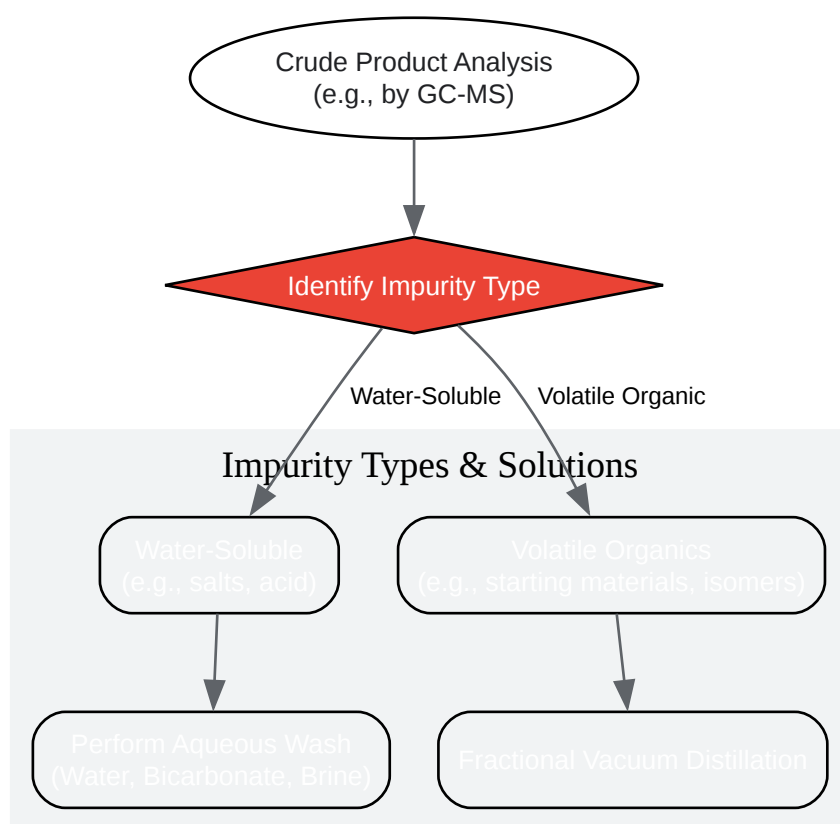 Crude Product Analysis
(e.g., by GC-MS)
Identify Impurity Type
Water-Soluble
Volatile Organic
Impurity Types & Solutions
Water-Soluble
(e.g., salts, acid)
Volatile Organics
(e.g., starting materials, isomers)
Perform Aqueous Wash
(Water, Bicarbonate, Brine)
Fractional Vacuum Distillation